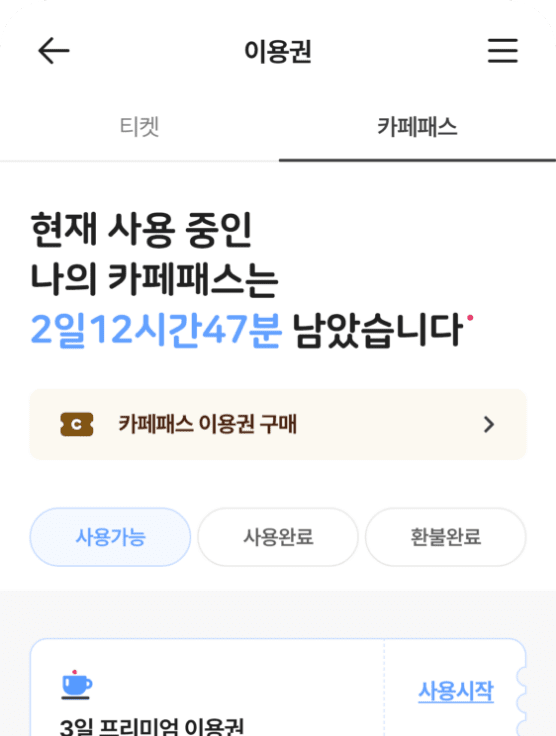 이용권
티켓 카페패스
현재 사용 중인
나의 카페패스는
2일12시간47분 남았습니다
C 카페패스 이용권 구매
사용가능 사용완료 환불완료
사용시작
3일 프리미엄 이용권